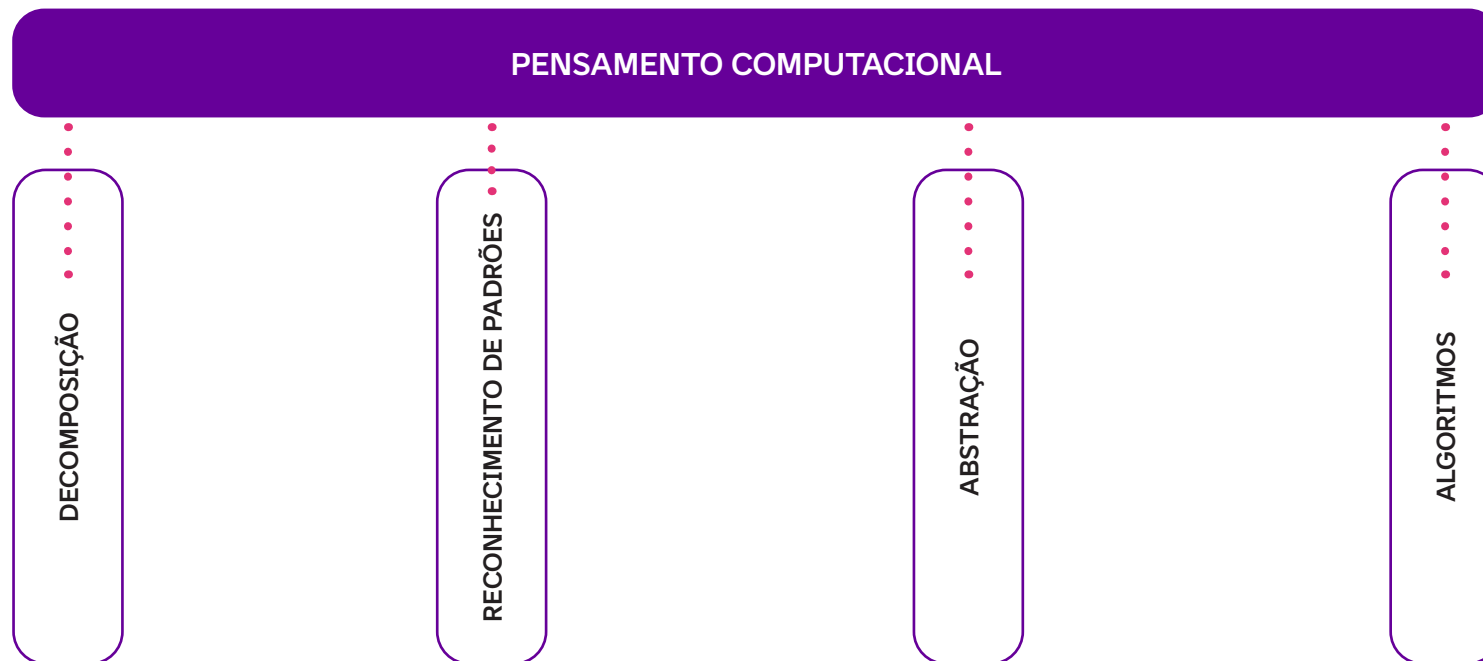 PENSAMENTO COMPUTACIONAL
DECOMPOSIÇÃO
RECONHECIMENTO DE PADRÕES
ABSTRAÇÃO
ALGORITMOS